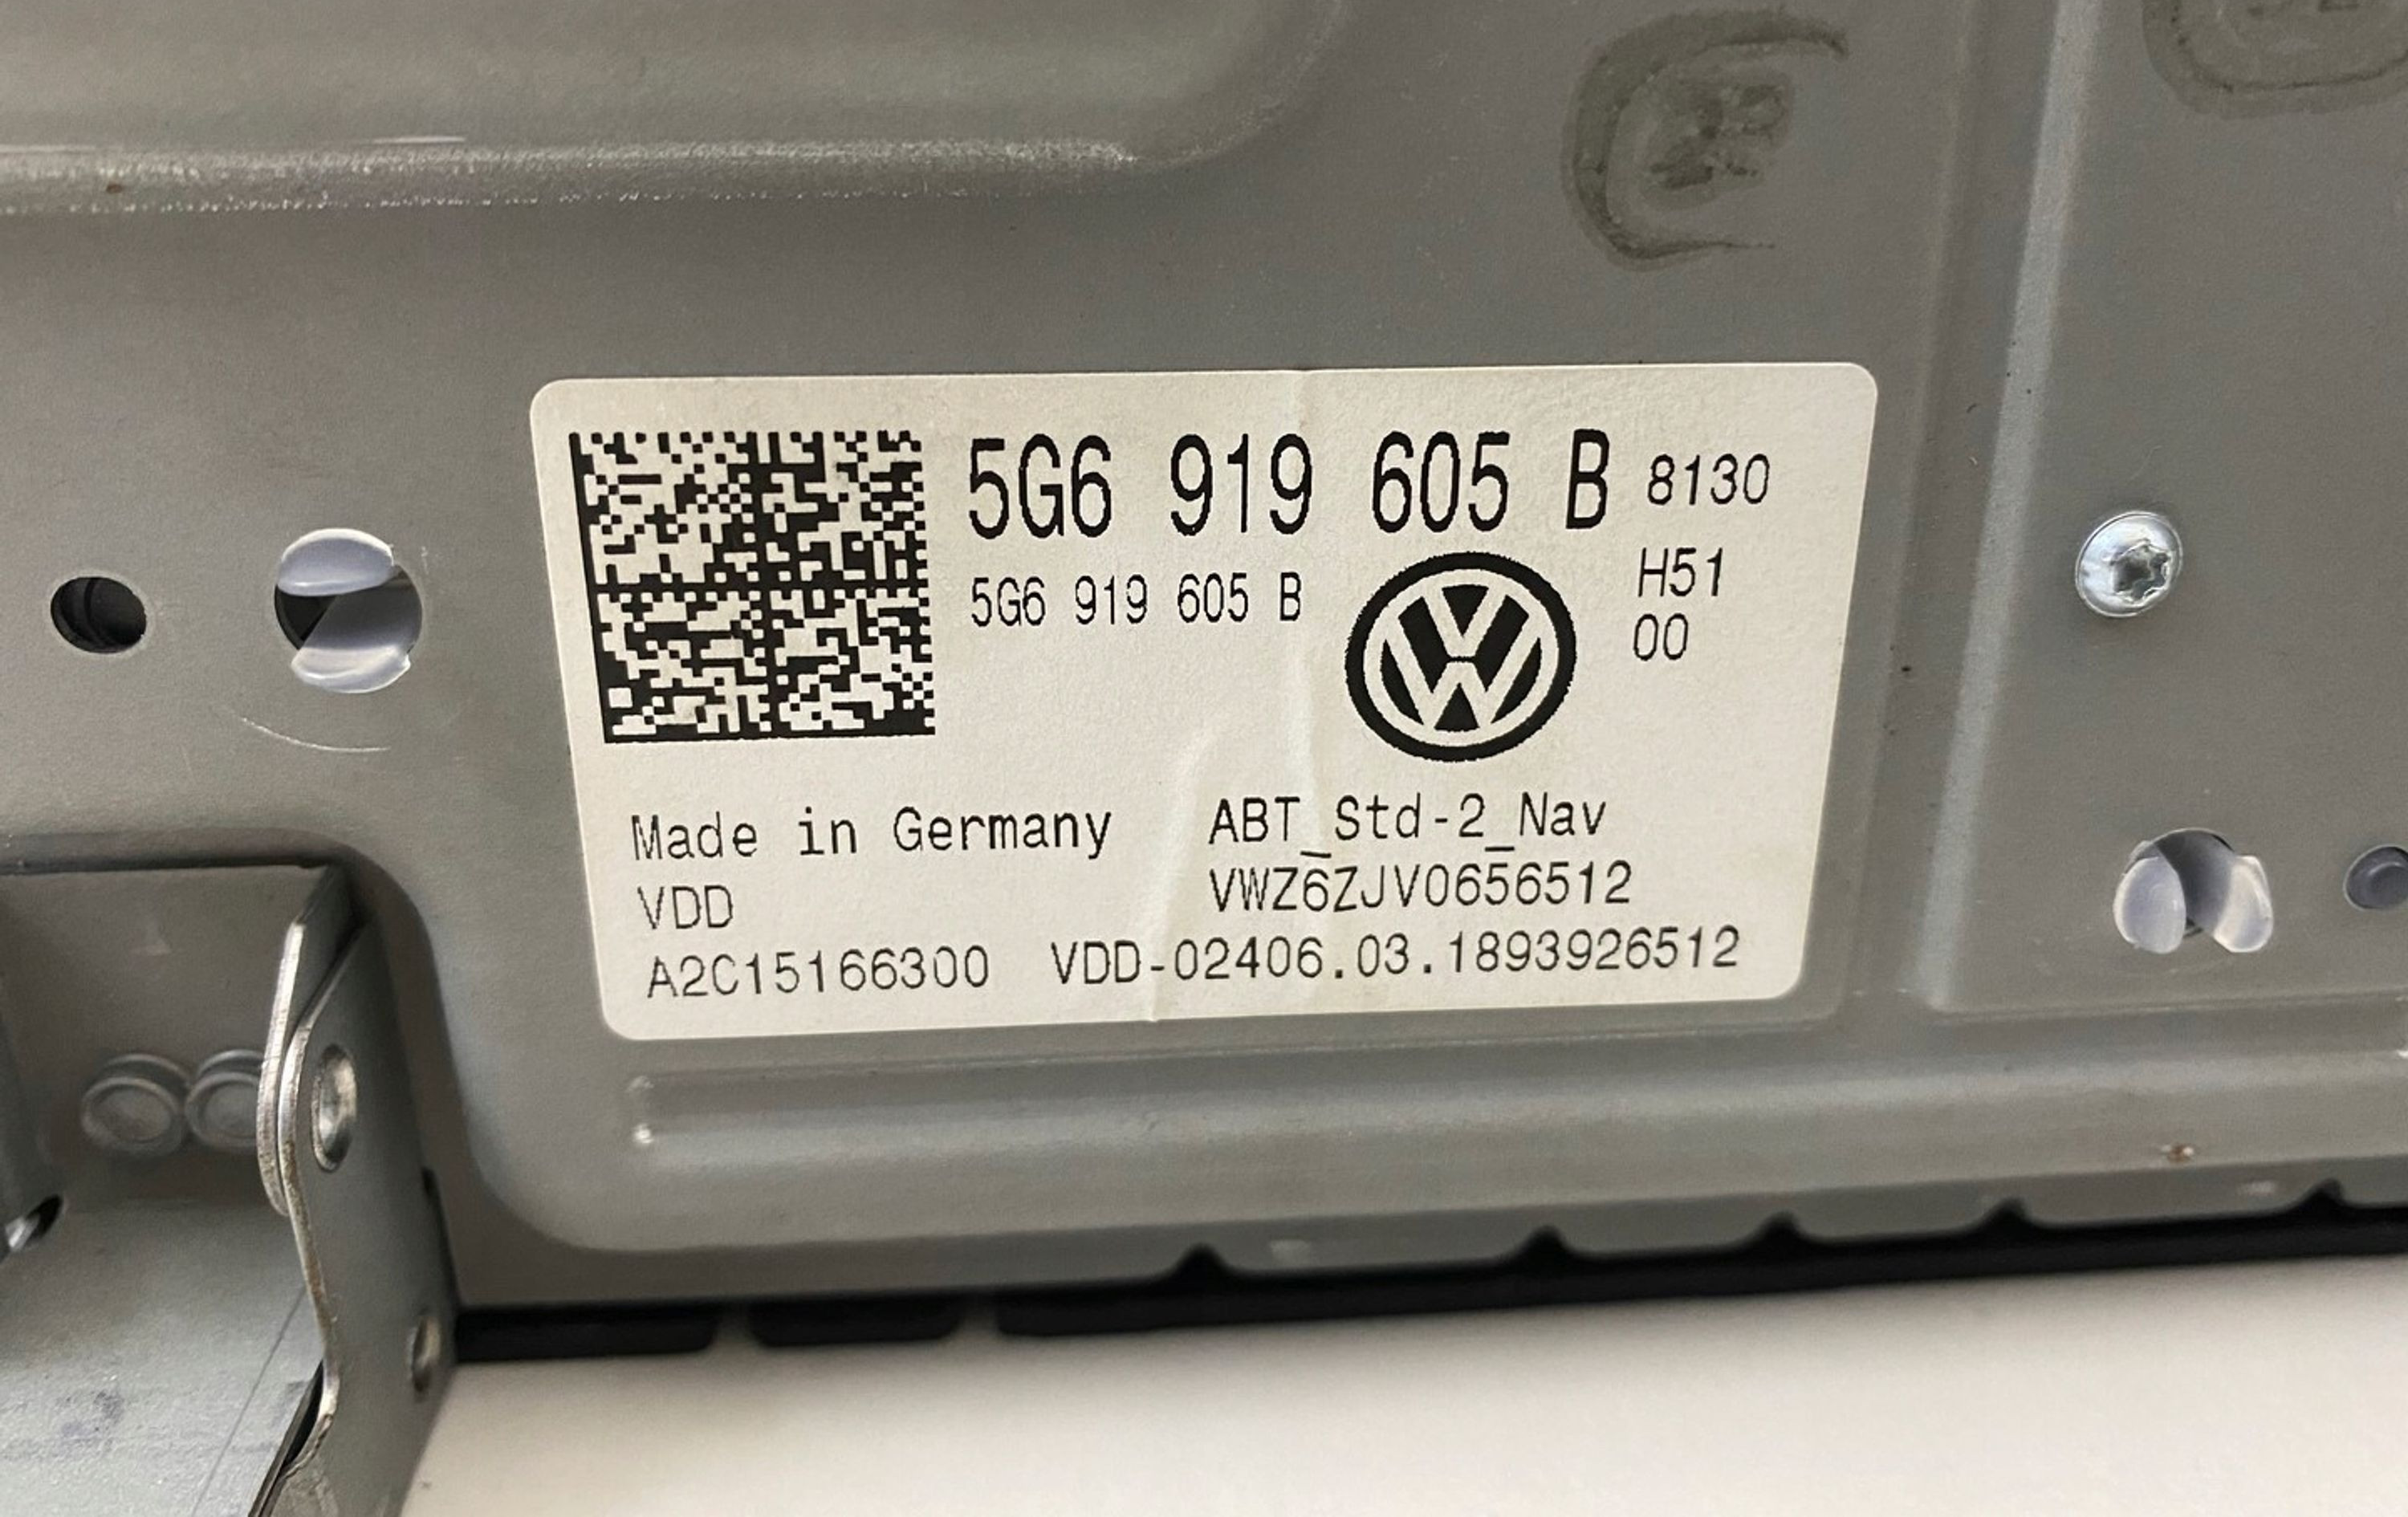 5G6 919 605 B 8130
5G6 919 605 B H51
00
Made in Germany ABT_Std-2_Nav
VDD VWZ6ZJV0656512
A2C15166300 VDD-02406.03.1893926512